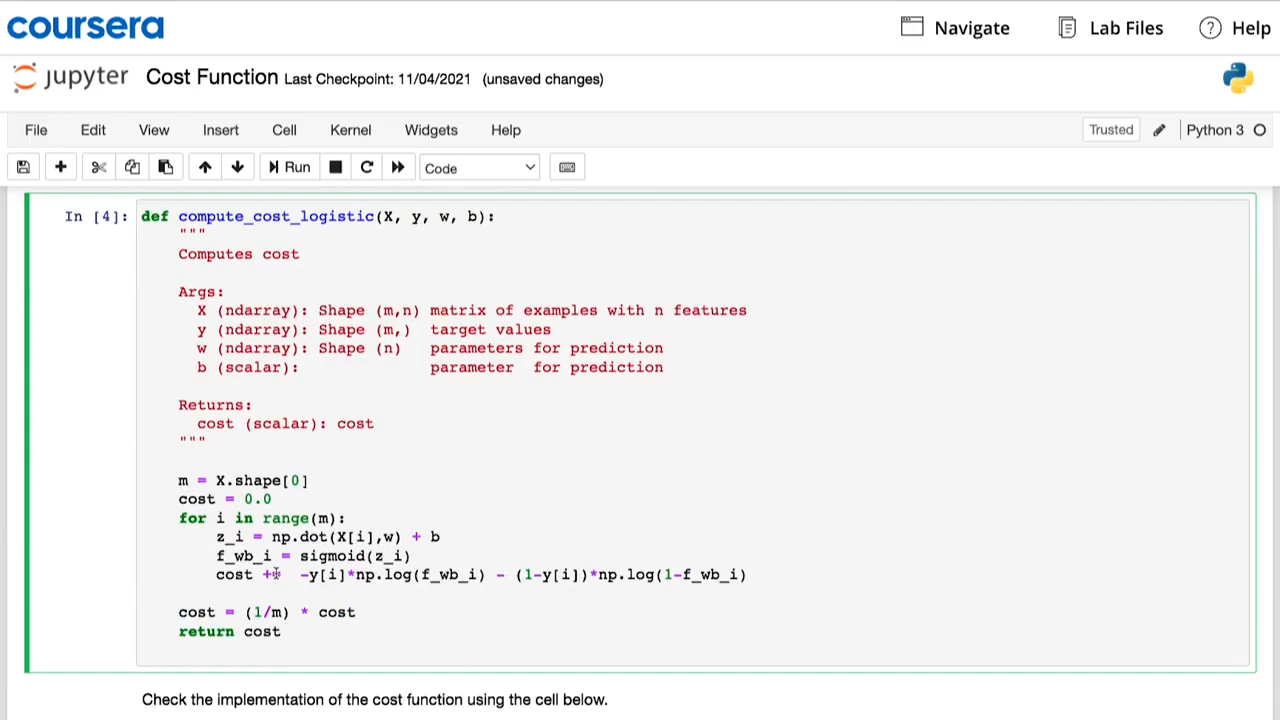 coursera
Navigate
Lab Files
Help
jupyter Cost Function Last Checkpoint: 11/04/2021 (unsaved changes)
File Edit View Insert Cell Kernel Widgets Help
Trusted
Python 3
Run
Code
In [4]: def compute_cost_logistic(X, y, w, b):
"""
Computes cost
Args:
X (ndarray): Shape (m,n) matrix of examples with n features
y (ndarray): Shape (m,) target values
w (ndarray): Shape (n) parameters for prediction
b (scalar): parameter for prediction
Returns:
cost (scalar): cost
"""
m = X.shape[0]
cost = 0.0
for i in range(m):
z_i = np.dot(X[i],w) + b
f_wb_i = sigmoid(z_i)
cost += -y[i]*np.log(f_wb_i) - (1-y[i])*np.log(1-f_wb_i)
cost = (1/m) * cost
return cost
Check the implementation of the cost function using the cell below.